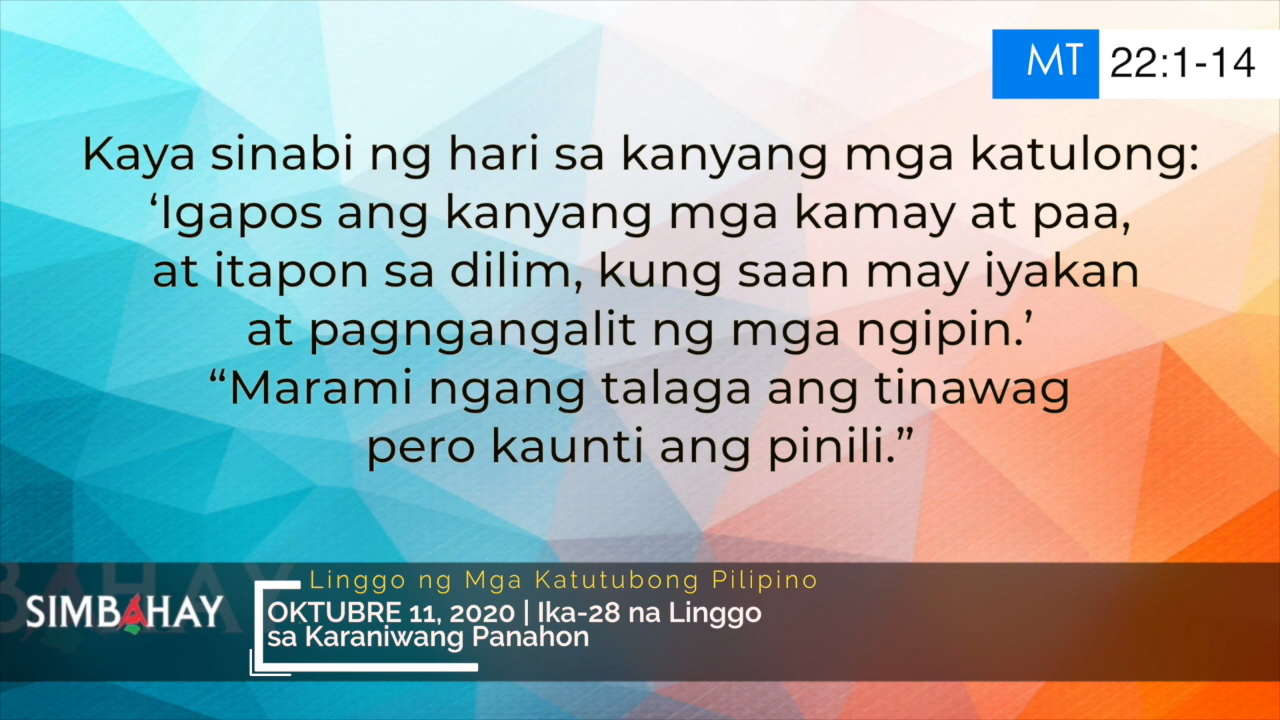 MT 22:1-14
Kaya sinabi ng hari sa kanyang mga katulong:
‘Igapos ang kanyang mga kamay at paa,
at itapon sa dilim, kung saan may iyakan
at pagngangalit ng mga ngipin.’
“Marami ngang talaga ang tinawag
pero kaunti ang pinili.”
Linggo ng Mga Katutubong Pilipino
SIMBAHAY
OKTUBRE 11, 2020 | Ika-28 na Linggo
sa Karaniwang Panahon